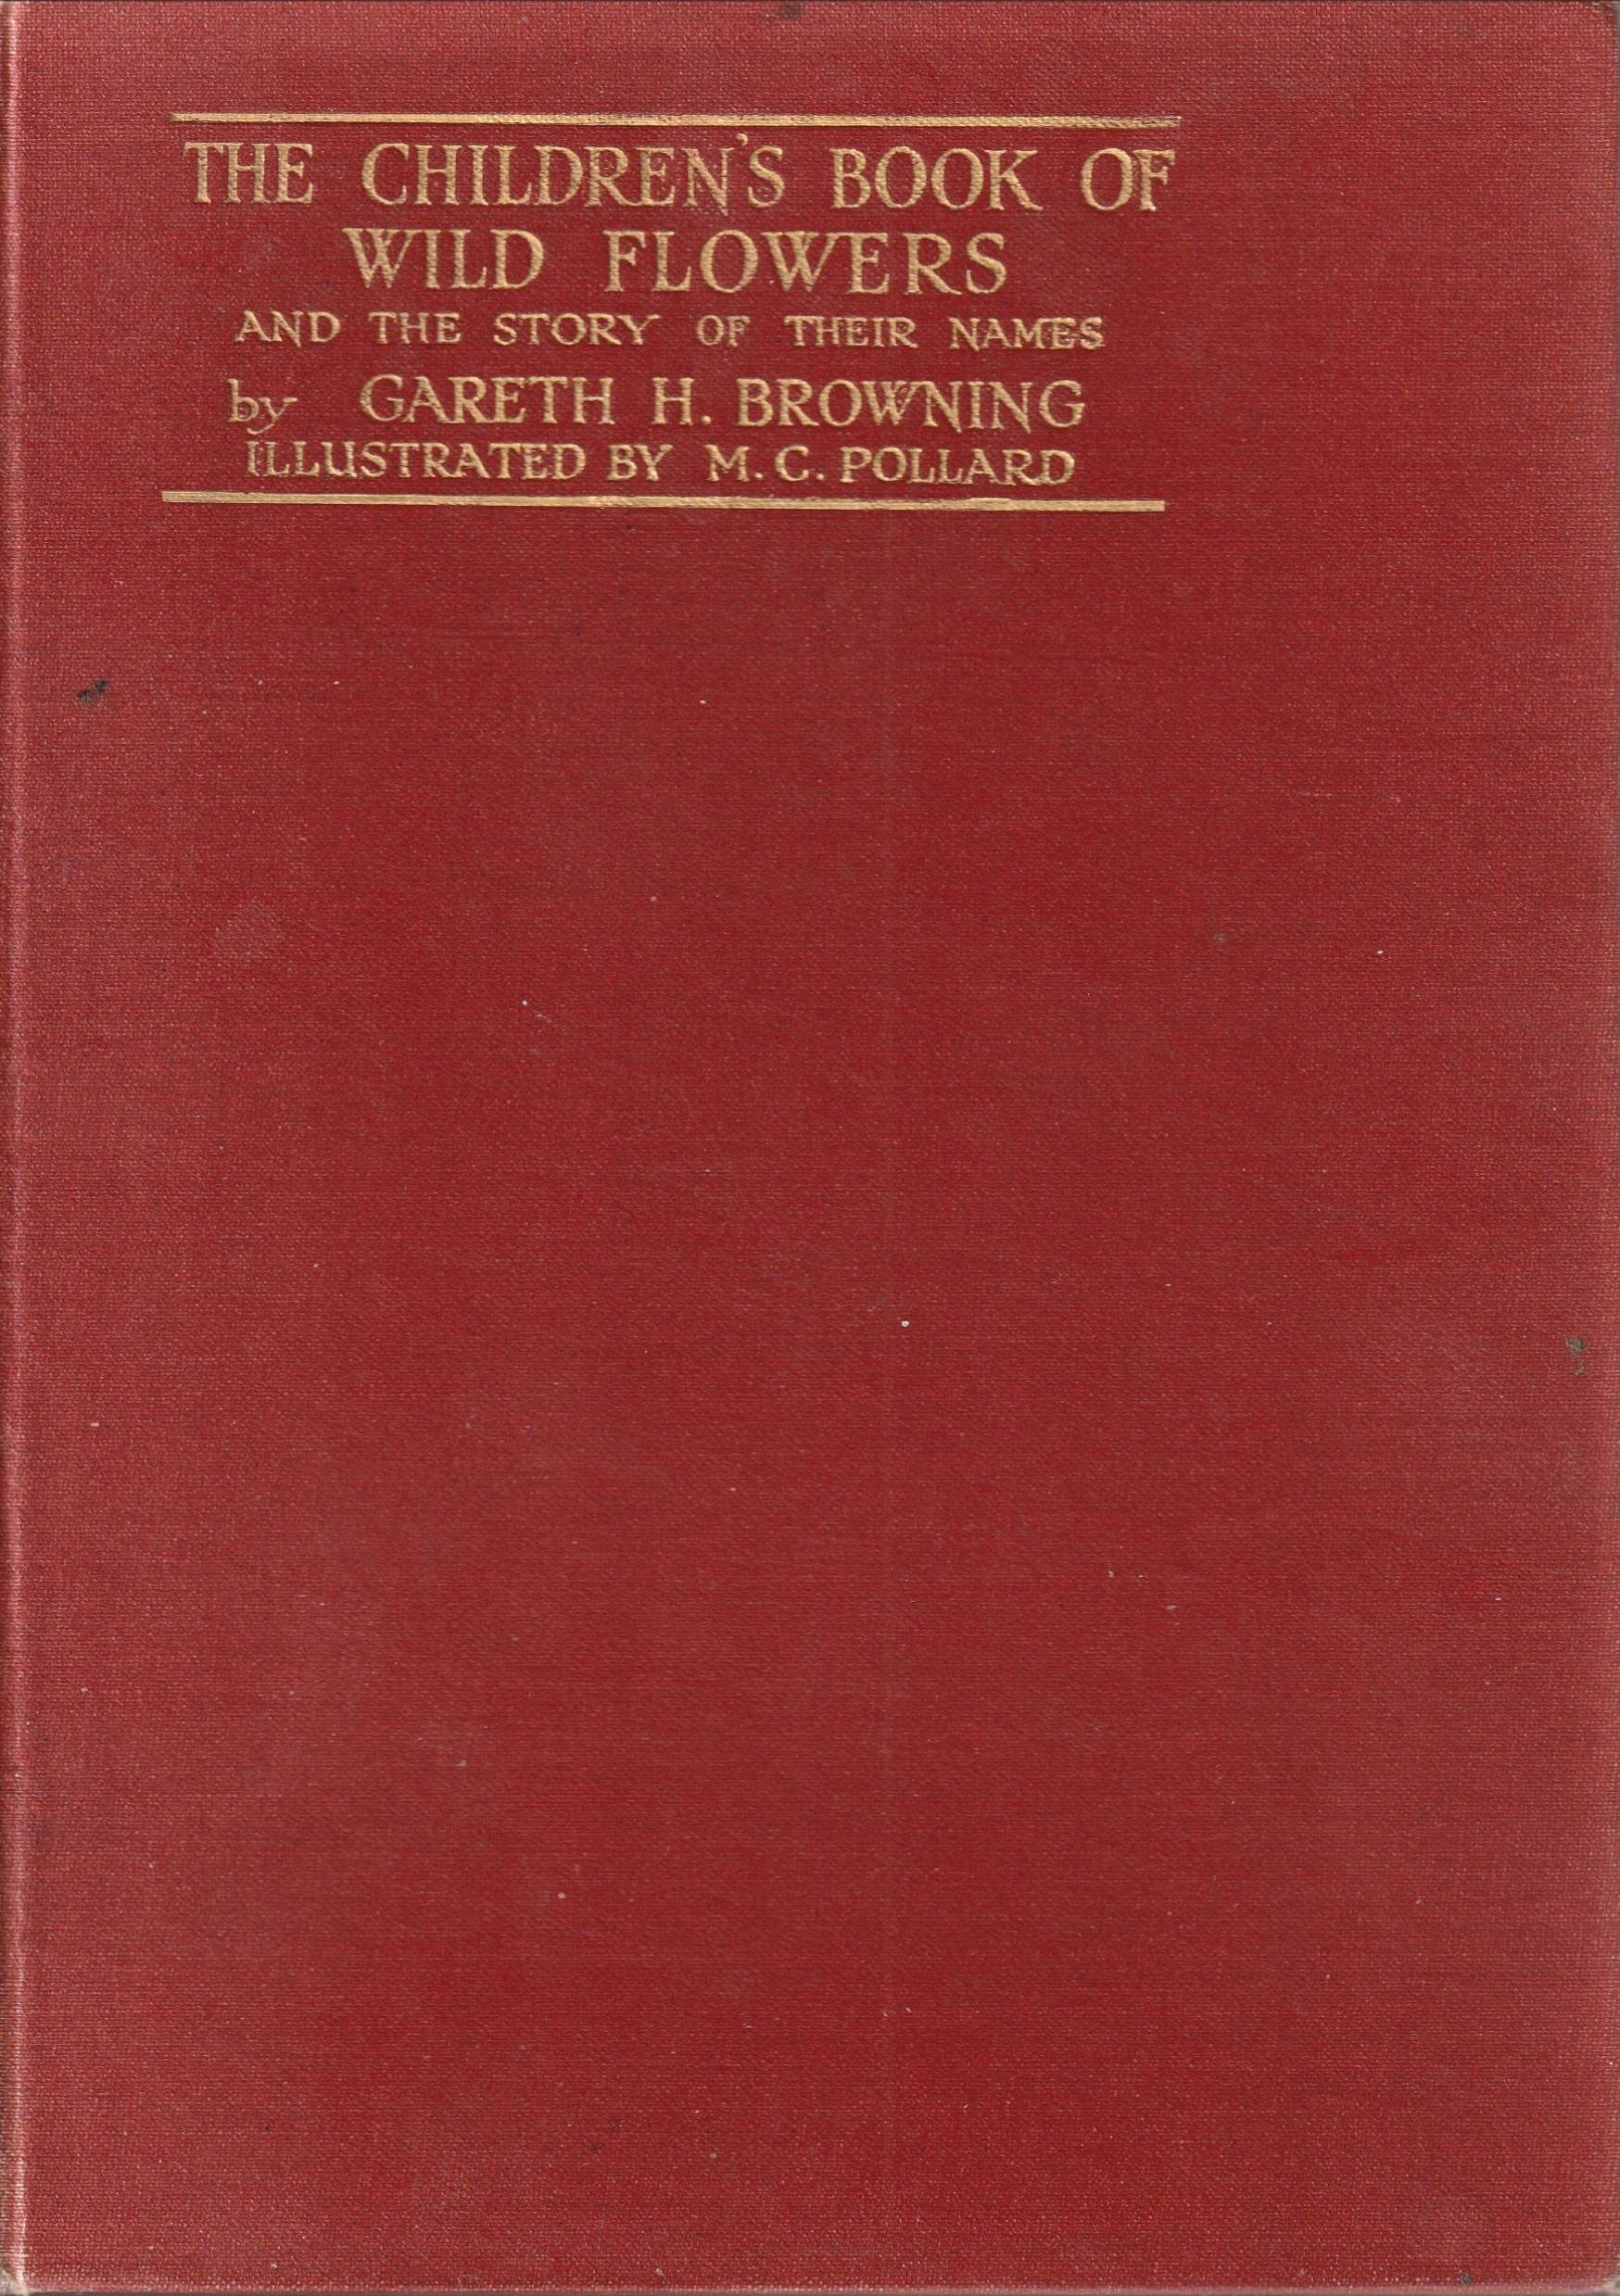 THE CHILDREN'S BOOK OF
WILD FLOWERS
AND THE STORY OF THEIR NAMES
by GARETH H. BROWNING
ILLUSTRATED BY M. C. POLLARD